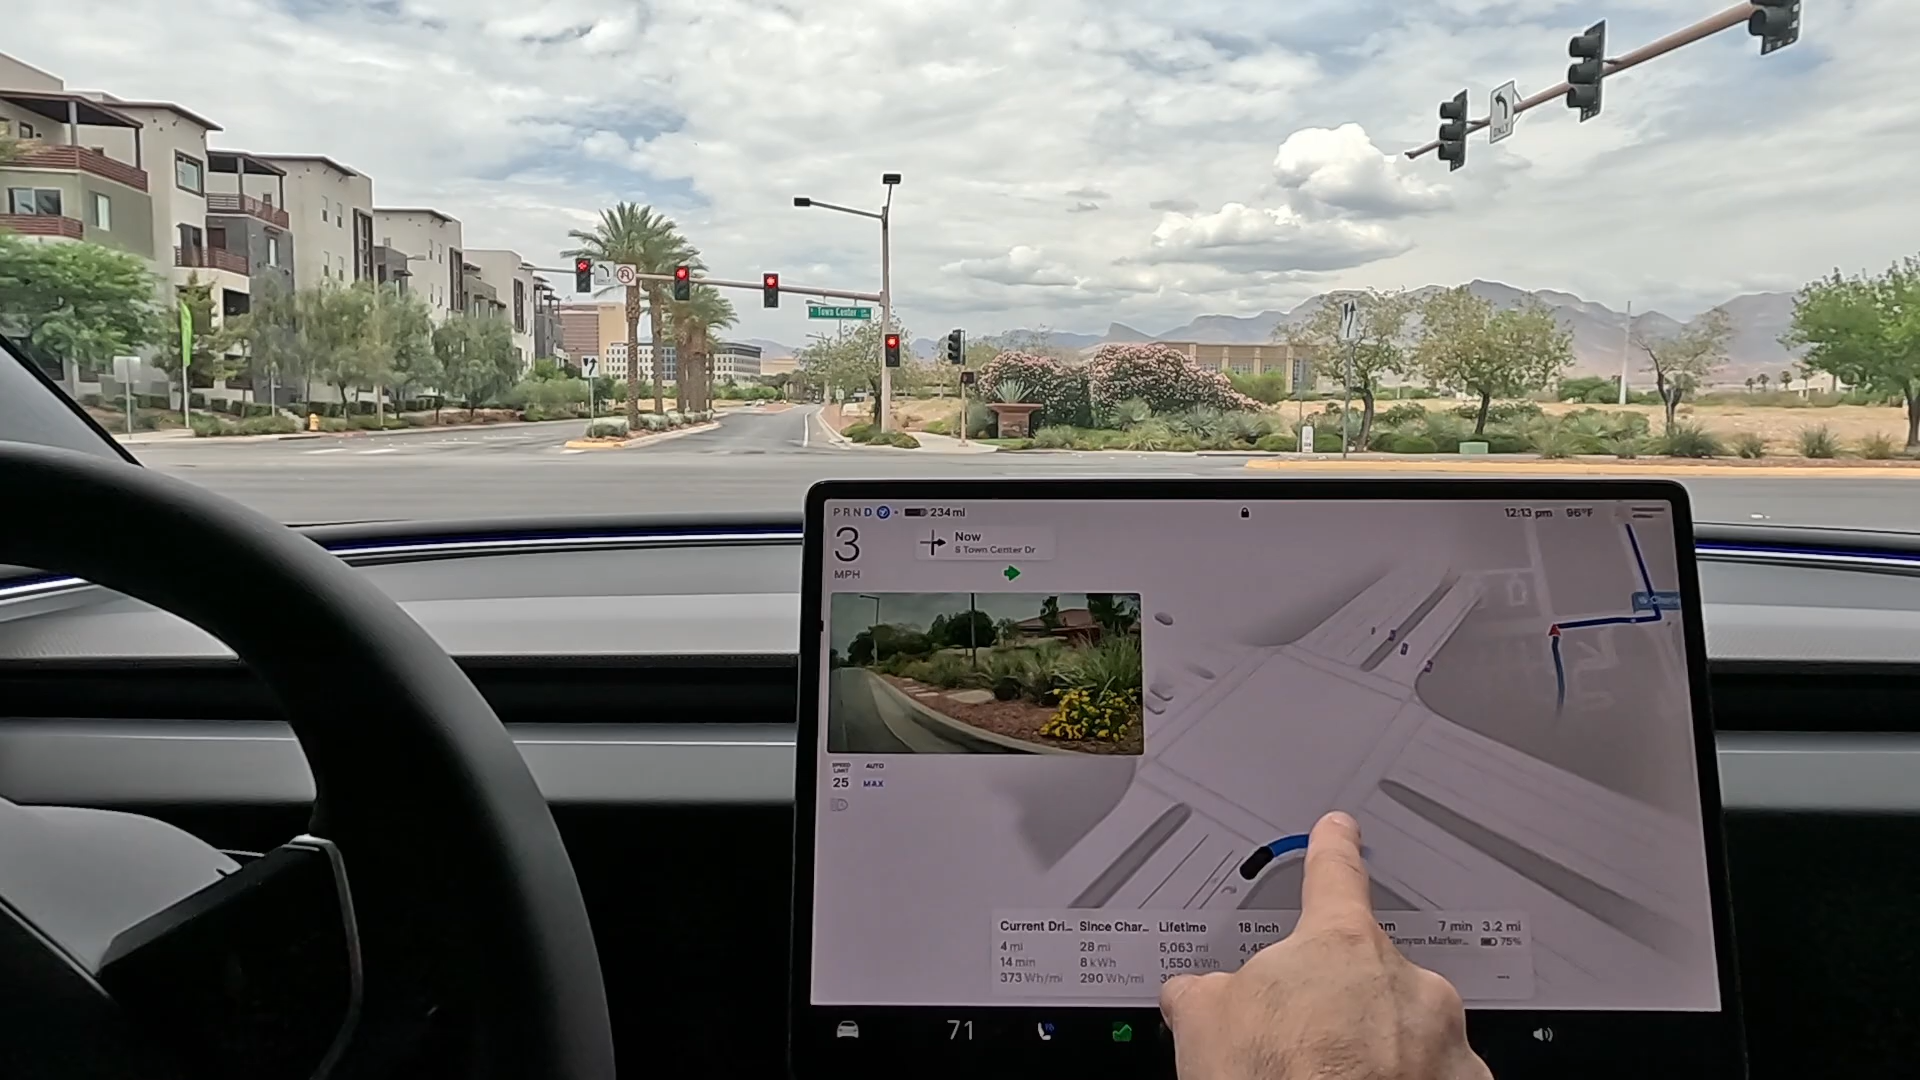 ONLY
Town Center
P R N D
234 mi
12:13 pm 96°F
3
MPH
Now
S Town Center Dr
SPEED LIMIT
25
AUTO
MAX
Current Dri... Since Char... Lifetime 18 inch
4 mi 28 mi 5,063 mi
14 min 8 kWh 1,550 kWh
373 Wh/mi 290 Wh/mi
7 min 3.2 mi
75%
71